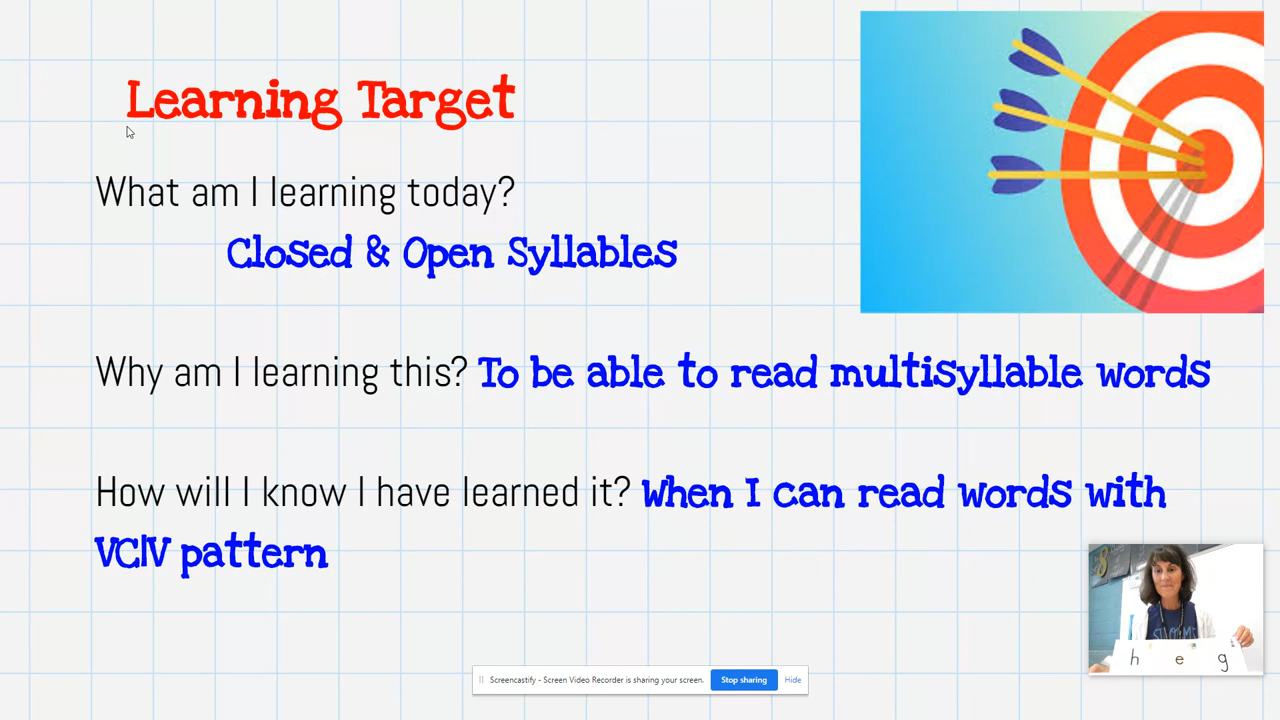 Learning Target
What am I learning today?
Closed & Open Syllables
Why am I learning this? To be able to read multisyllable words
How will I know I have learned it? When I can read words with
VC|V pattern
h e g
Screencastify - Screen Video Recorder is sharing your screen. Stop sharing Hide